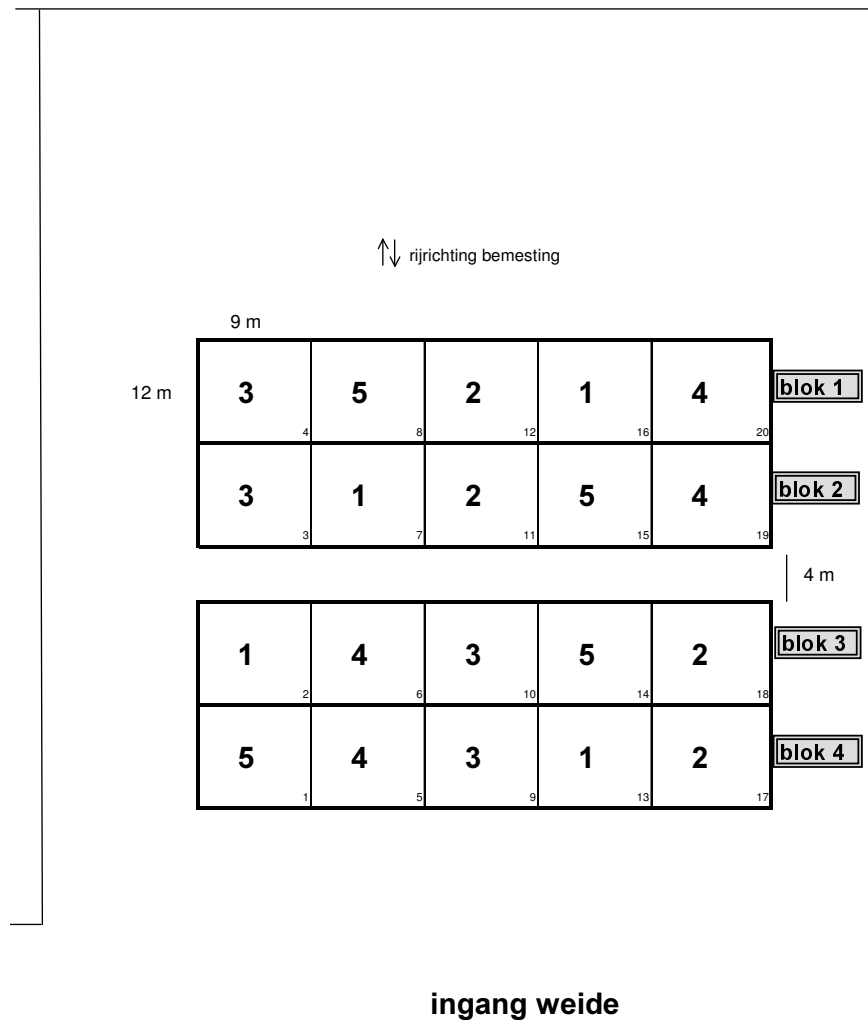 rijrichting bemesting
9 m
12 m
3 5 2 1 4 blok 1
4 8 12 16 20
3 1 2 5 4 blok 2
3 7 11 15 19
4 m
1 4 3 5 2 blok 3
2 6 10 14 18
5 4 3 1 2 blok 4
1 5 9 13 17
ingang weide